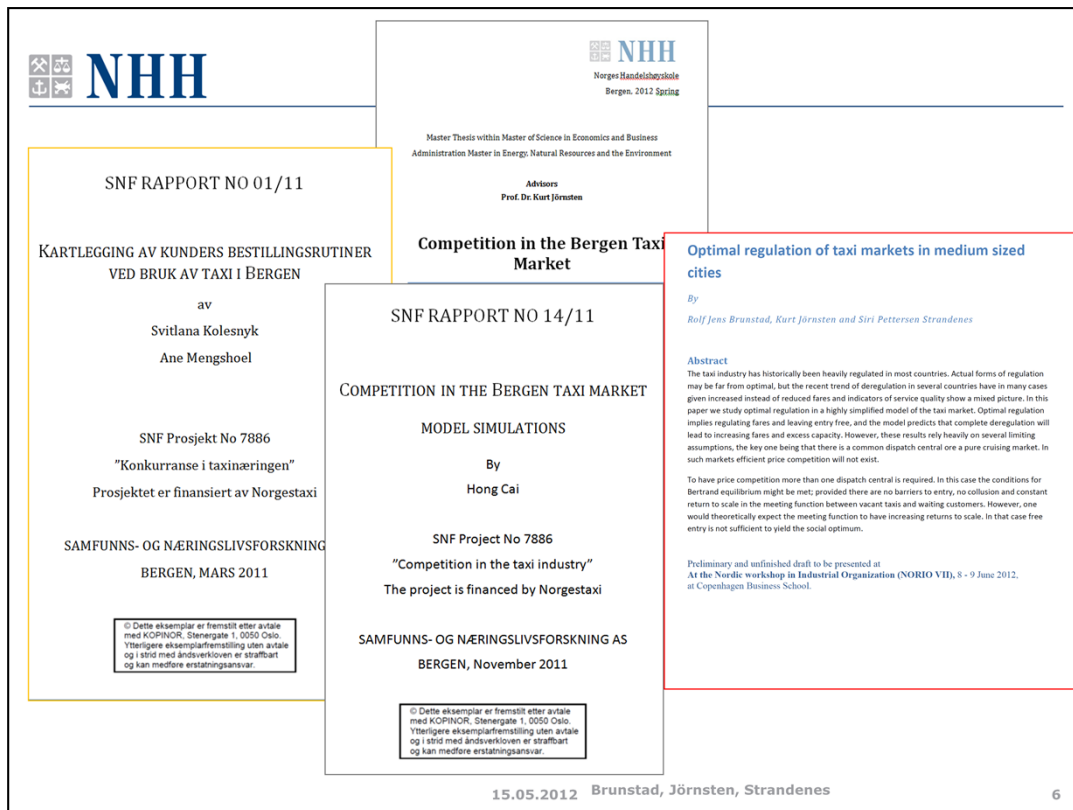 NHH
NHH
Norges Handelshøyskole
Bergen, 2012 Spring
Master Thesis within Master of Science in Economics and Business
Administration Master in Energy, Natural Resources and the Environment
Advisors
Prof. Dr. Kurt Jörnsten
Competition in the Bergen Taxi
Market
SNF RAPPORT NO 01/11
KARTLEGGING AV KUNDERS BESTILLINGSRUTINER
VED BRUK AV TAXI I BERGEN
av
Svitlana Kolesnyk
Ane Mengshoel
SNF Prosjekt No 7886
”Konkurranse i taxinæringen”
Prosjektet er finansiert av Norgestaxi
SAMFUNNS- OG NÆRINGSLIVSFORSKNING
BERGEN, MARS 2011
© Dette eksemplar er fremstilt etter avtale
med KOPINOR, Stenergate 1, 0050 Oslo.
Ytterligere eksemplarfremstilling uten avtale
og i strid med åndsverkloven er straffbart
og kan medføre erstatningsansvar.
SNF RAPPORT NO 14/11
COMPETITION IN THE BERGEN TAXI MARKET
MODEL SIMULATIONS
By
Hong Cai
SNF Project No 7886
”Competition in the taxi industry”
The project is financed by Norgestaxi
SAMFUNNS- OG NÆRINGSLIVSFORSKNING AS
BERGEN, November 2011
© Dette eksemplar er fremstilt etter avtale
med KOPINOR, Stenergate 1, 0050 Oslo.
Ytterligere eksemplarfremstilling uten avtale
og i strid med åndsverkloven er straffbart
og kan medføre erstatningsansvar.
Optimal regulation of taxi markets in medium sized
cities
By
Rolf Jens Brunstad, Kurt Jörnsten and Siri Pettersen Strandenes
Abstract
The taxi industry has historically been heavily regulated in most countries. Actual forms of regulation
may be far from optimal, but the recent trend of deregulation in several countries have in many cases
given increased instead of reduced fares and indicators of service quality show a mixed picture. In this
paper we study optimal regulation in a highly simplified model of the taxi market. Optimal regulation
implies regulating fares and leaving entry free, and the model predicts that complete deregulation will
lead to increasing fares and excess capacity. However, these results rely heavily on several limiting
assumptions, the key one being that there is a common dispatch central ore a pure cruising market. In
such markets efficient price competition will not exist.
To have price competition more than one dispatch central is required. In this case the conditions for
Bertrand equilibrium might be met; provided there are no barriers to entry, no collusion and constant
return to scale in the meeting function between vacant taxis and waiting customers. However, one
would theoretically expect the meeting function to have increasing returns to scale. In that case free
entry is not sufficient to yield the social optimum.
Preliminary and unfinished draft to be presented at
At the Nordic workshop in Industrial Organization (NORIO VII), 8 - 9 June 2012,
at Copenhagen Business School.
15.05.2012 Brunstad, Jörnsten, Strandenes 6